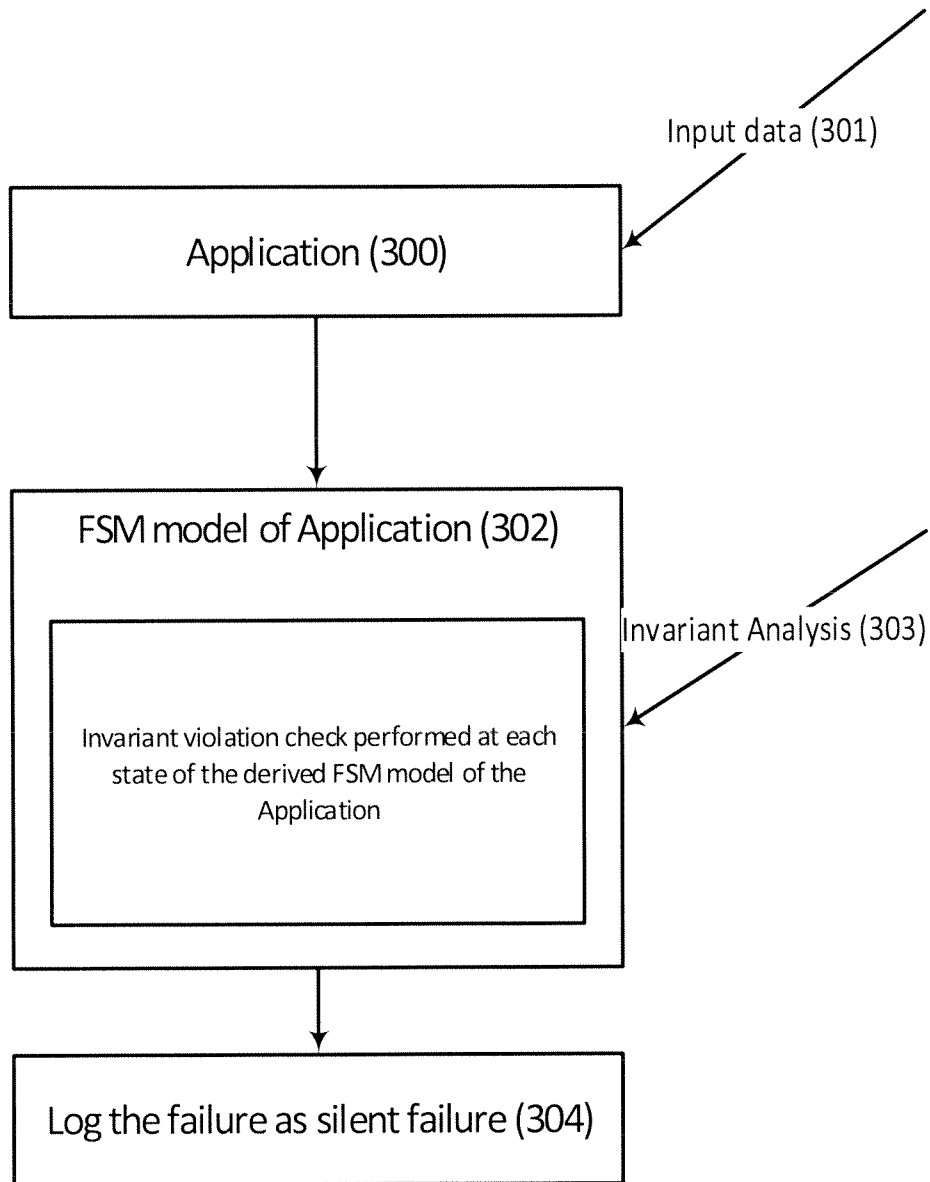 Input data (301)
Application (300)
FSM model of Application (302)
Invariant Analysis (303)
Invariant violation check performed at each
state of the derived FSM model of the
Application
Log the failure as silent failure (304)